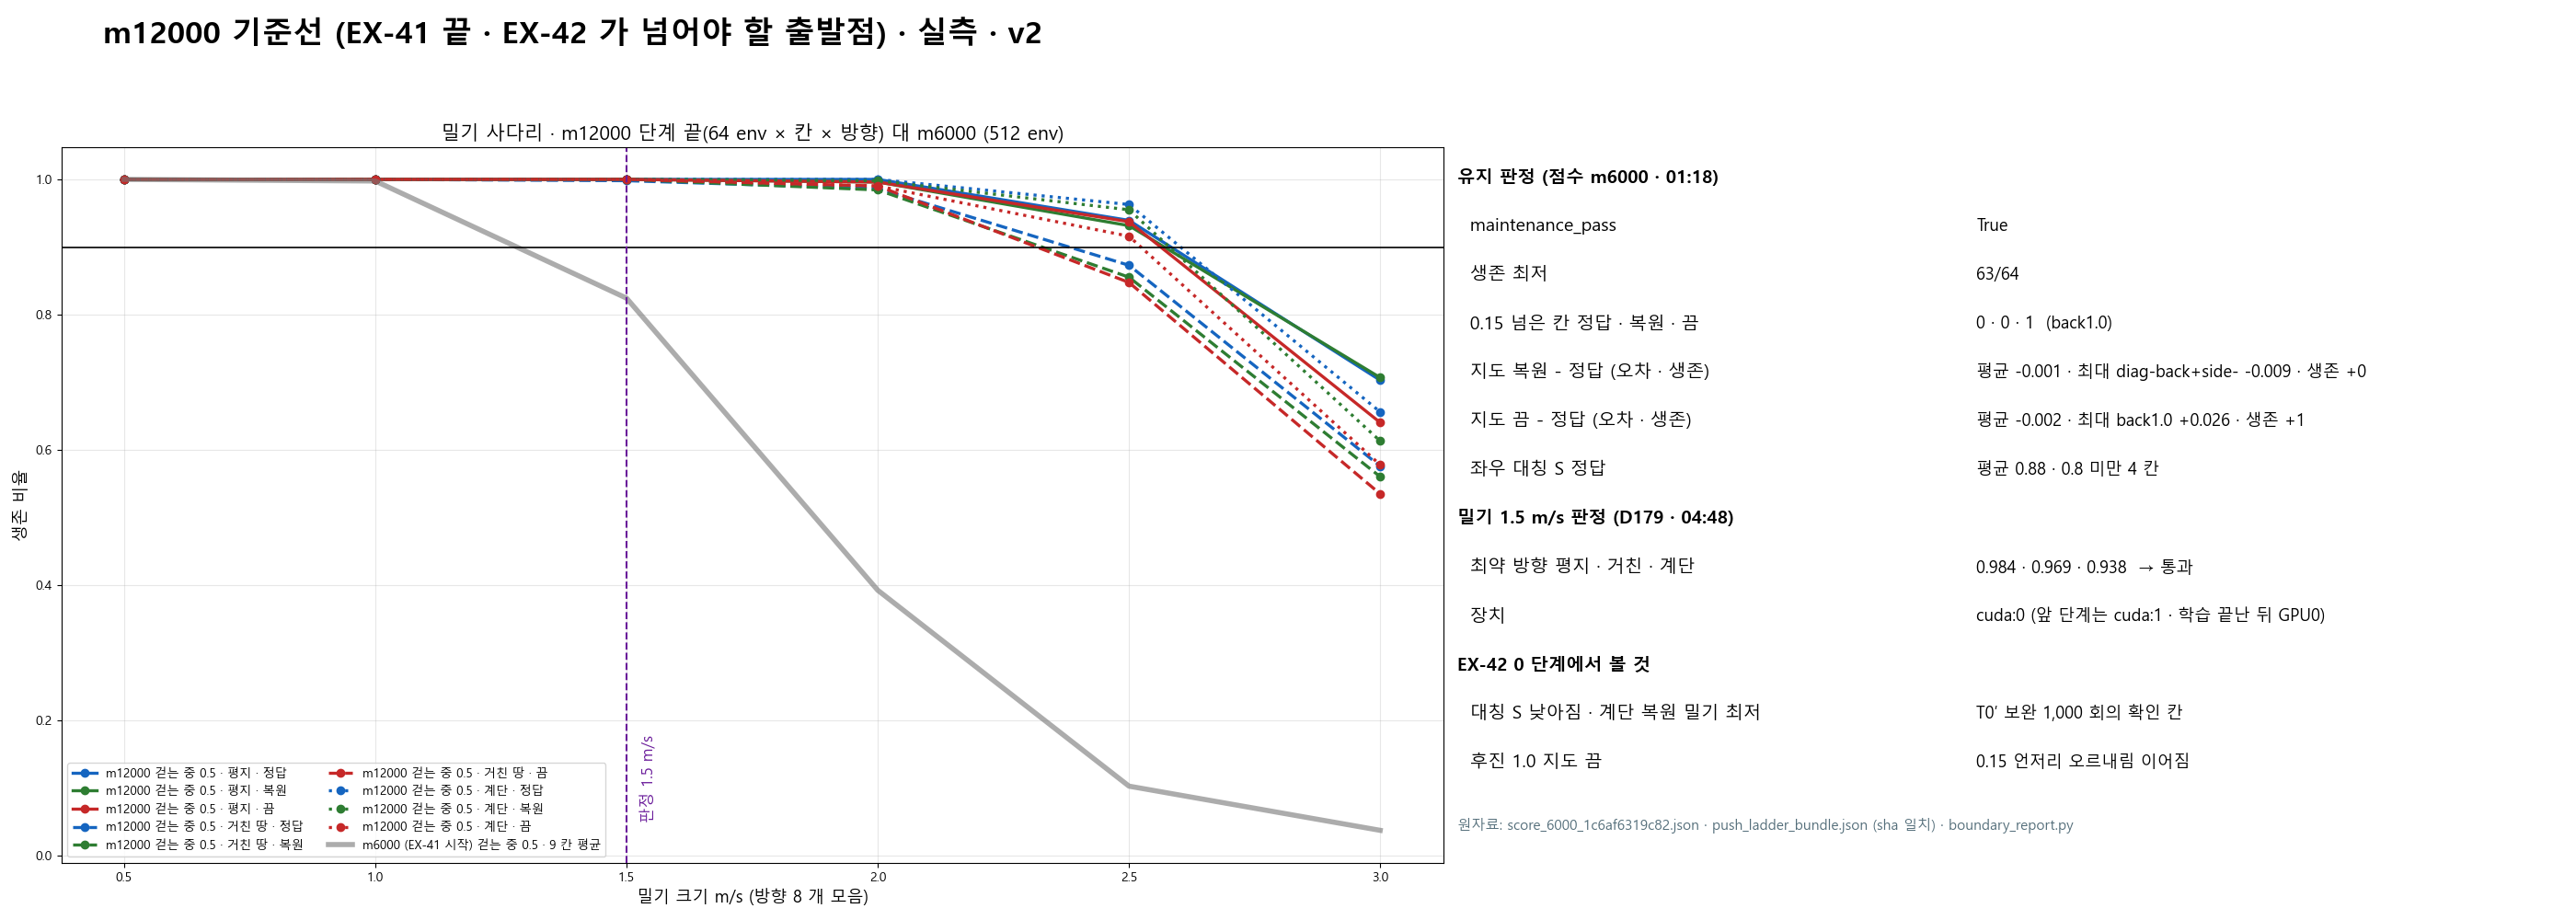 m12000 기준선 (EX-41 끝 · EX-42 가 넘어야 할 출발점) · 실측 · v2
밀기 사다리 · m12000 단계 끝(64 env × 칸 × 방향) 대 m6000 (512 env)
생존 비율
1.0
0.8
0.6
0.4
0.2
0.0
판정 1.5 m/s
m12000 걷는 중 0.5 · 평지 · 정답
m12000 걷는 중 0.5 · 평지 · 복원
m12000 걷는 중 0.5 · 평지 · 끔
m12000 걷는 중 0.5 · 거친 땅 · 정답
m12000 걷는 중 0.5 · 거친 땅 · 복원
m12000 걷는 중 0.5 · 거친 땅 · 끔
m12000 걷는 중 0.5 · 계단 · 정답
m12000 걷는 중 0.5 · 계단 · 복원
m12000 걷는 중 0.5 · 계단 · 끔
m6000 (EX-41 시작) 걷는 중 0.5 · 9 칸 평균
0.5 1.0 1.5 2.0 2.5 3.0
밀기 크기 m/s (방향 8 개 모음)
유지 판정 (점수 m6000 · 01:18)
maintenance_pass True
생존 최저 63/64
0.15 넘은 칸 정답 · 복원 · 끔 0 · 0 · 1 (back1.0)
지도 복원 - 정답 (오차 · 생존) 평균 -0.001 · 최대 diag-back+side- -0.009 · 생존 +0
지도 끔 - 정답 (오차 · 생존) 평균 -0.002 · 최대 back1.0 +0.026 · 생존 +1
좌우 대칭 S 정답 평균 0.88 · 0.8 미만 4 칸
밀기 1.5 m/s 판정 (D179 · 04:48)
최약 방향 평지 · 거친 · 계단 0.984 · 0.969 · 0.938 → 통과
장치 cuda:0 (앞 단계는 cuda:1 · 학습 끝난 뒤 GPU0)
EX-42 0 단계에서 볼 것
대칭 S 낮아짐 · 계단 복원 밀기 최저 T0′ 보완 1,000 회의 확인 칸
후진 1.0 지도 끔 0.15 언저리 오르내림 이어짐
원자료: score_6000_1c6af6319c82.json · push_ladder_bundle.json (sha 일치) · boundary_report.py